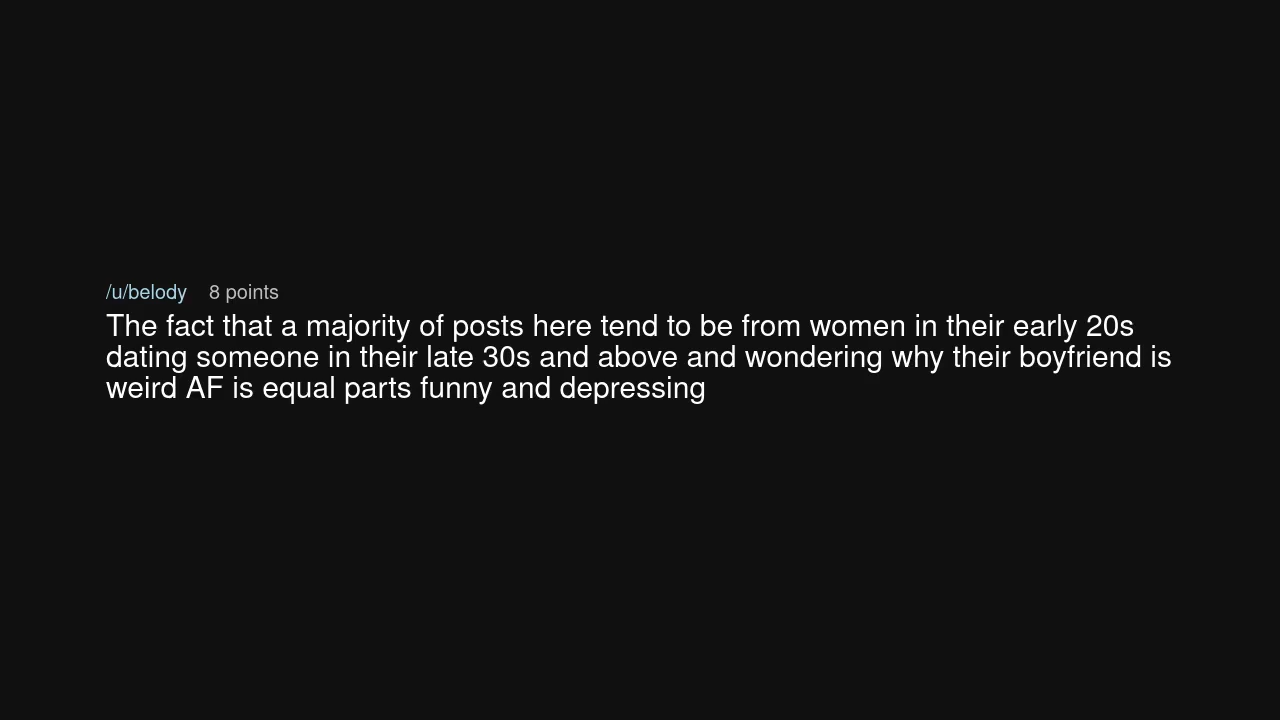 /u/belody 8 points
The fact that a majority of posts here tend to be from women in their early 20s
dating someone in their late 30s and above and wondering why their boyfriend is
weird AF is equal parts funny and depressing